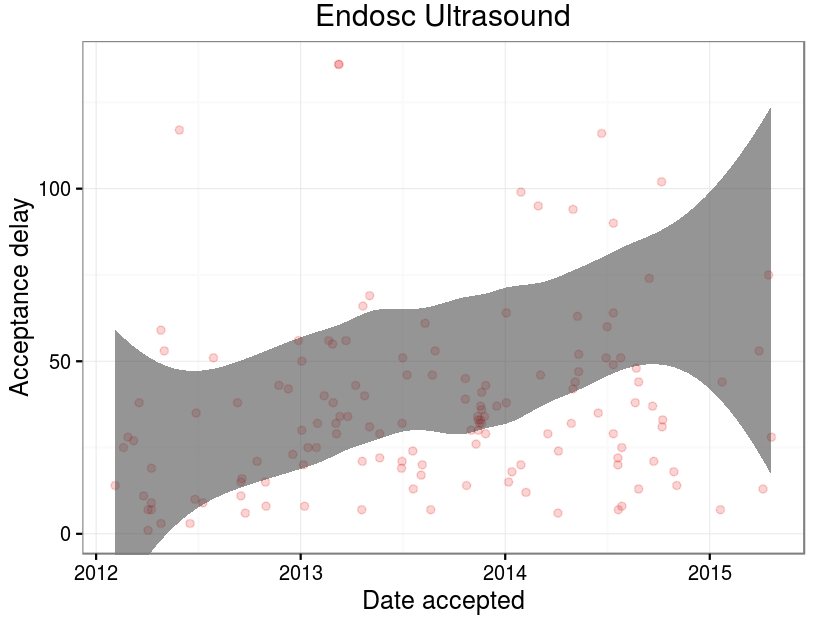 Endosc Ultrasound
Acceptance delay
100
50
0
2012 2013 2014 2015
Date accepted